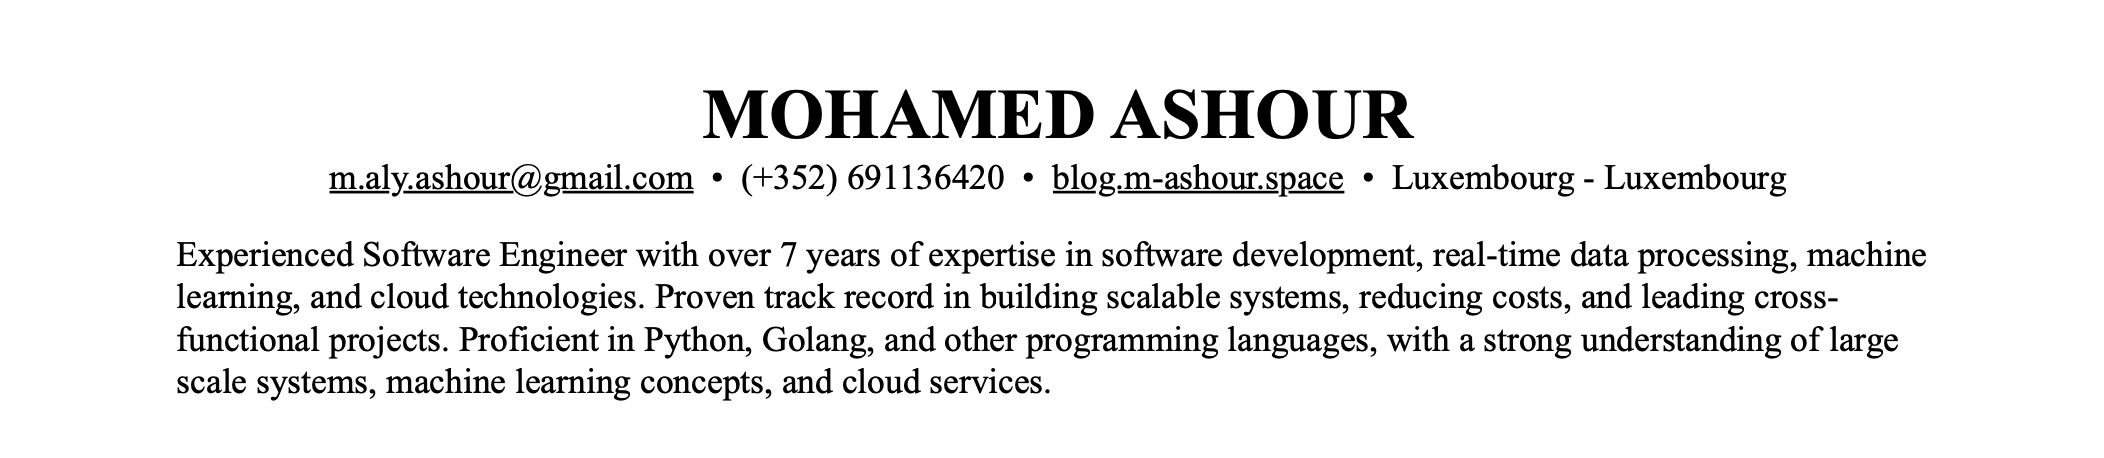 MOHAMED ASHOUR
m.aly.ashour@gmail.com • (+352) 691136420 • blog.m-ashour.space • Luxembourg - Luxembourg
Experienced Software Engineer with over 7 years of expertise in software development, real-time data processing, machine
learning, and cloud technologies. Proven track record in building scalable systems, reducing costs, and leading cross-
functional projects. Proficient in Python, Golang, and other programming languages, with a strong understanding of large
scale systems, machine learning concepts, and cloud services.